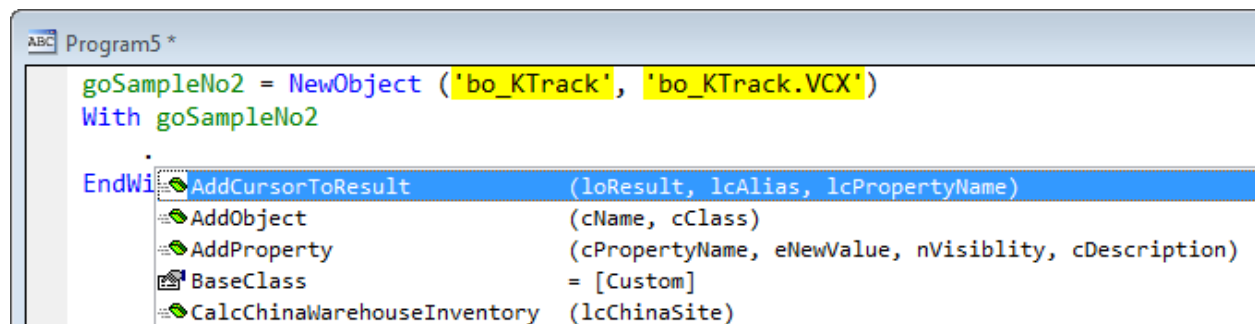 ABC Program5 *
goSampleNo2 = NewObject ('bo_KTrack', 'bo_KTrack.VCX')
With goSampleNo2
.
EndWi
AddCursorToResult (loResult, lcAlias, lcPropertyName)
AddObject (cName, cClass)
AddProperty (cPropertyName, eNewValue, nVisiblity, cDescription)
BaseClass = [Custom]
CalcChinaWarehouseInventory (lcChinaSite)